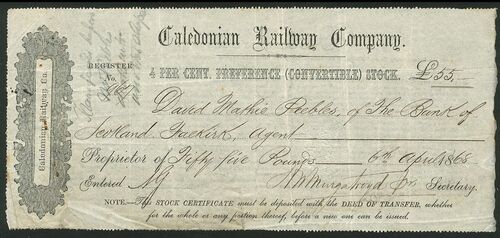 Caledonian Railway Company.
REGISTER
No.
4 PER CENT. PREFERENCE (CONVERTIBLE) STOCK. £55
David Mathie Peebles, of The Bank of
Scotland Falkirk, Agent
Proprietor of Fifty five Pounds 6th April 1868
Entered Secretary.
NOTE.—The STOCK CERTIFICATE must be deposited with the DEED OF TRANSFER, whether
for the whole or any portion thereof, before a new one can be issued.
Caledonian Railway Co.